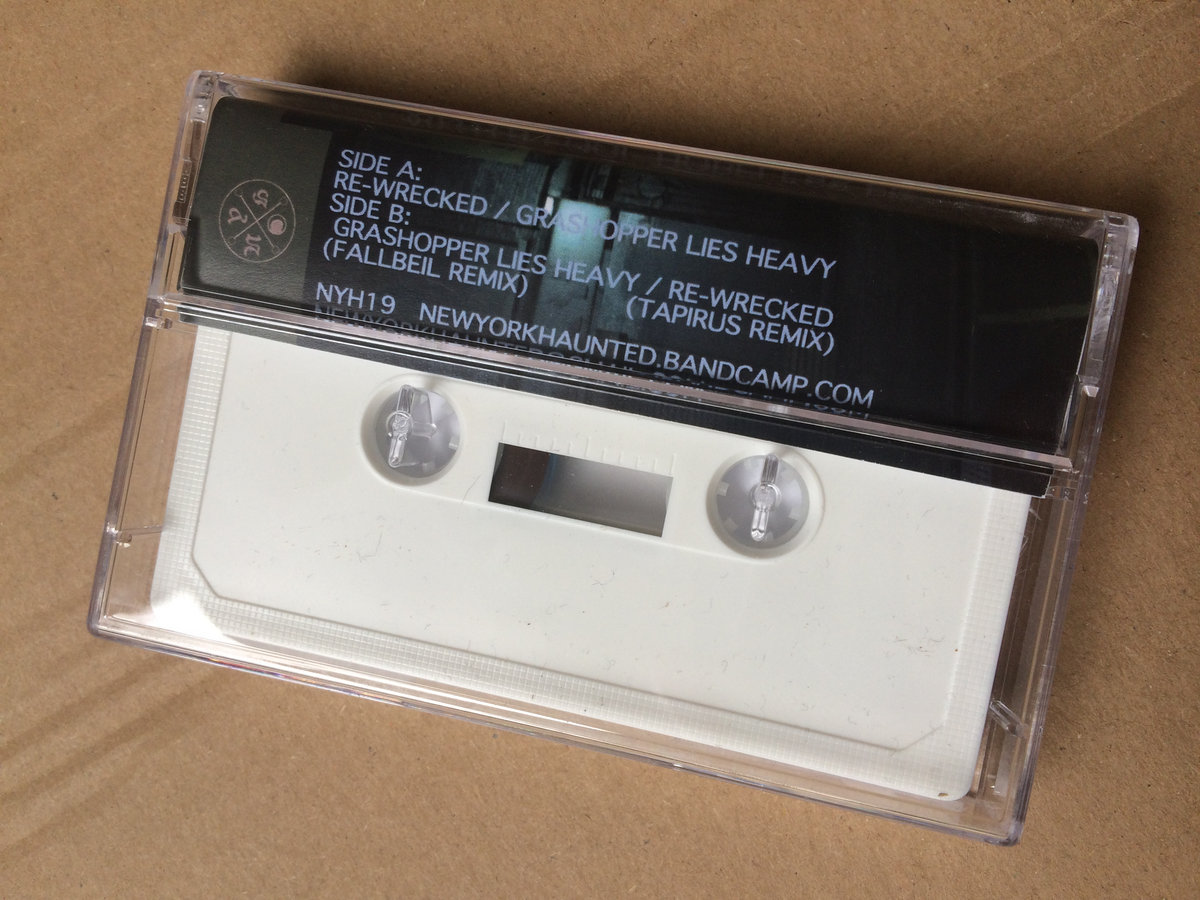 SIDE A:
RE-WRECKED / GRASHOPPER LIES HEAVY
SIDE B:
GRASHOPPER LIES HEAVY / RE-WRECKED
(FALLBEIL REMIX) (TAPIRUS REMIX)
NYH19 NEWYORKHAUNTED.BANDCAMP.COM